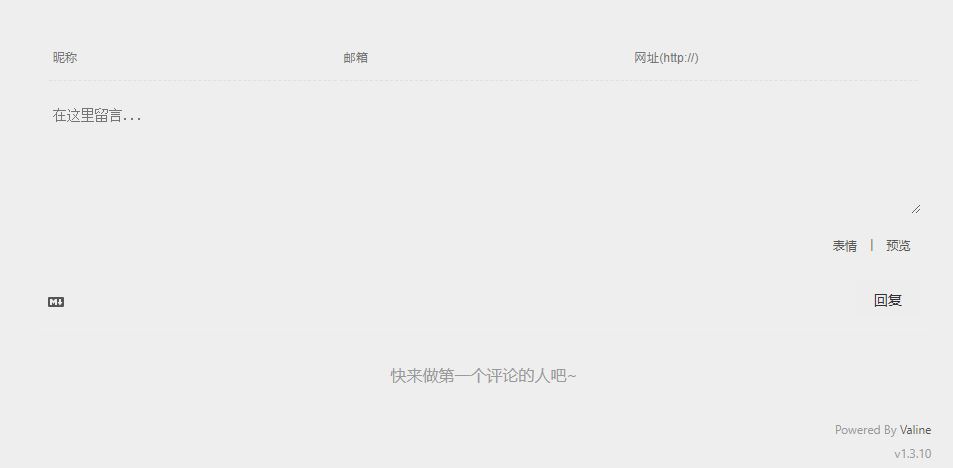 昵称 邮箱 网址(http://)
在这里留言...
表情 | 预览
M↓ 回复
快来做第一个评论的人吧~
Powered By Valine
v1.3.10